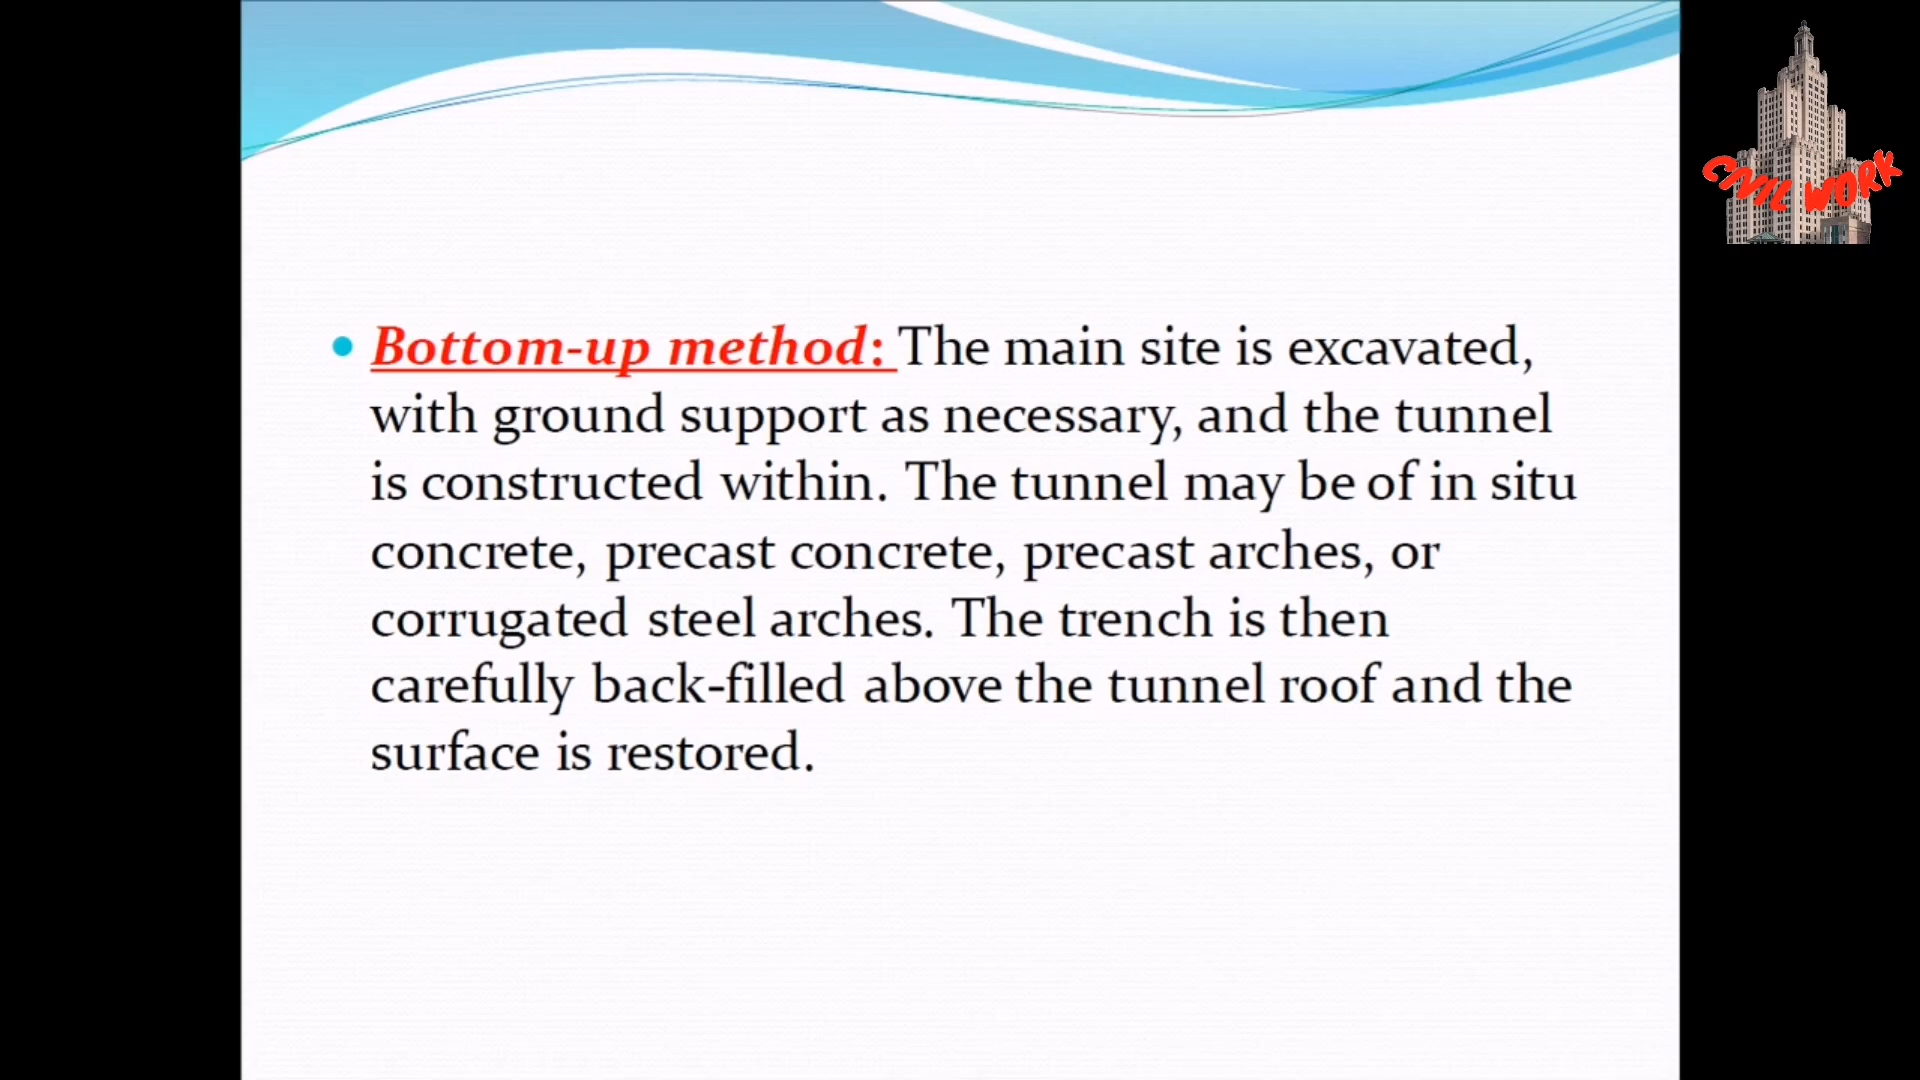 CIVIL WORK
• Bottom-up method: The main site is excavated,
with ground support as necessary, and the tunnel
is constructed within. The tunnel may be of in situ
concrete, precast concrete, precast arches, or
corrugated steel arches. The trench is then
carefully back-filled above the tunnel roof and the
surface is restored.